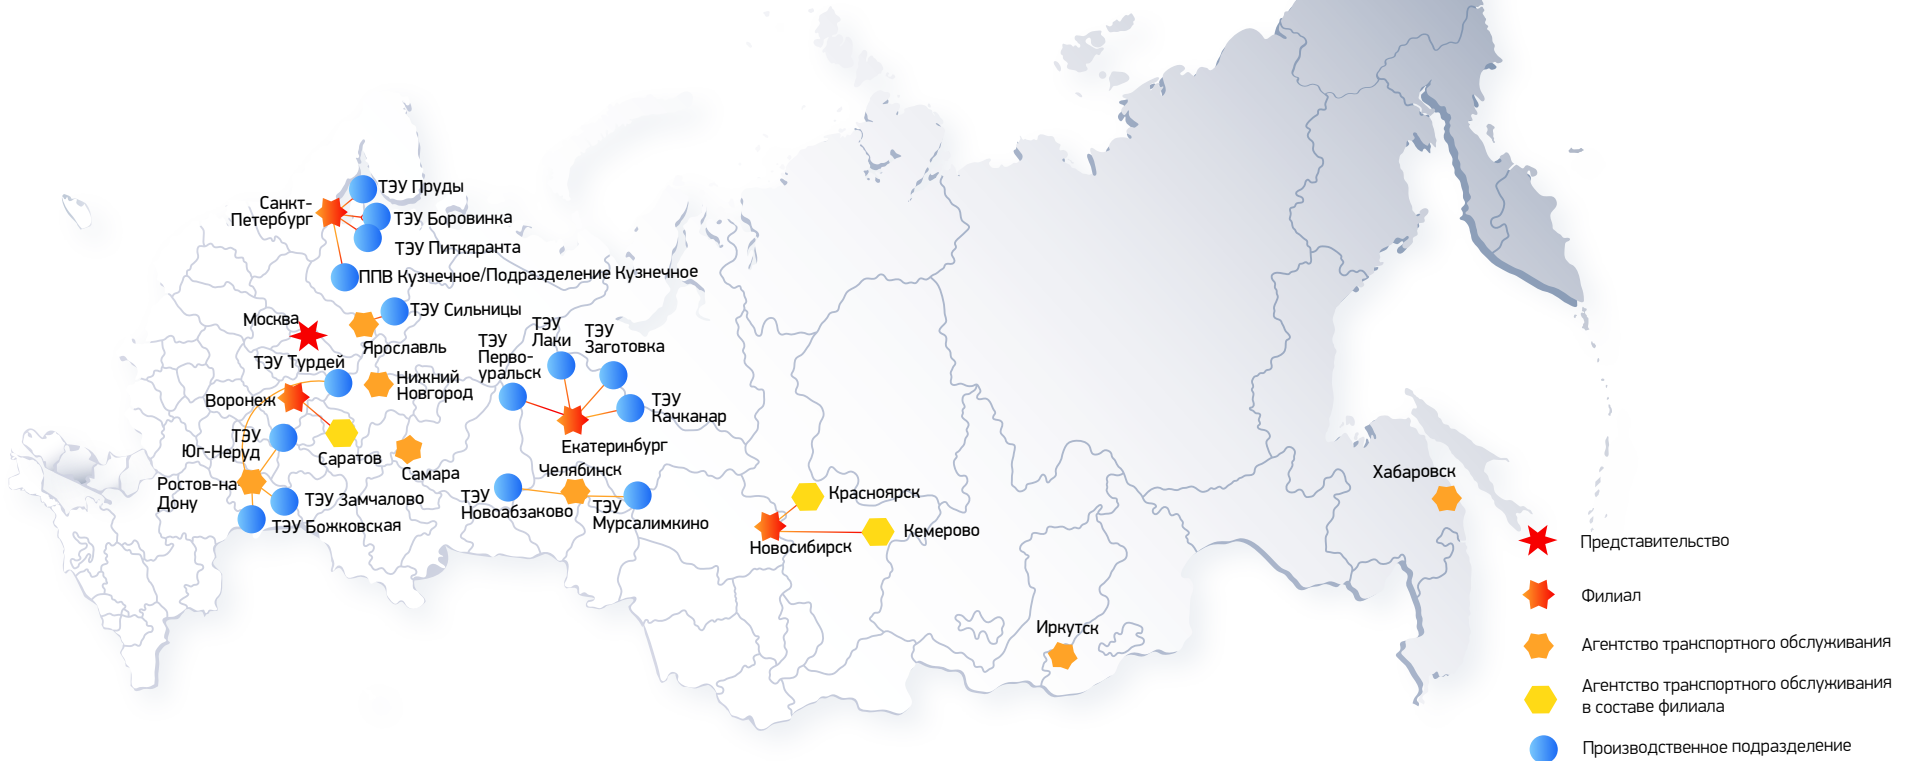 Санкт-
Петербург
ТЭУ Пруды
ТЭУ Боровинка
ТЭУ Питкяранта
ППВ Кузнечное/Подразделение Кузнечное
ТЭУ Сильницы
Москва
Ярославль
ТЭУ Турдей
Нижний
Новгород
Воронеж
ТЭУ
Юг-Неруд
Саратов
Самара
Ростов-на-
Дону
ТЭУ Замчалово
ТЭУ Божковская
ТЭУ
Перво-
уральск
ТЭУ
Лаки
ТЭУ
Заготовка
ТЭУ
Качканар
Екатеринбург
Челябинск
ТЭУ
Новоабзаково
ТЭУ
Мурсалимкино
Красноярск
Кемерово
Новосибирск
Иркутск
Хабаровск
Представительство
Филиал
Агентство транспортного обслуживания
Агентство транспортного обслуживания
в составе филиала
Производственное подразделение